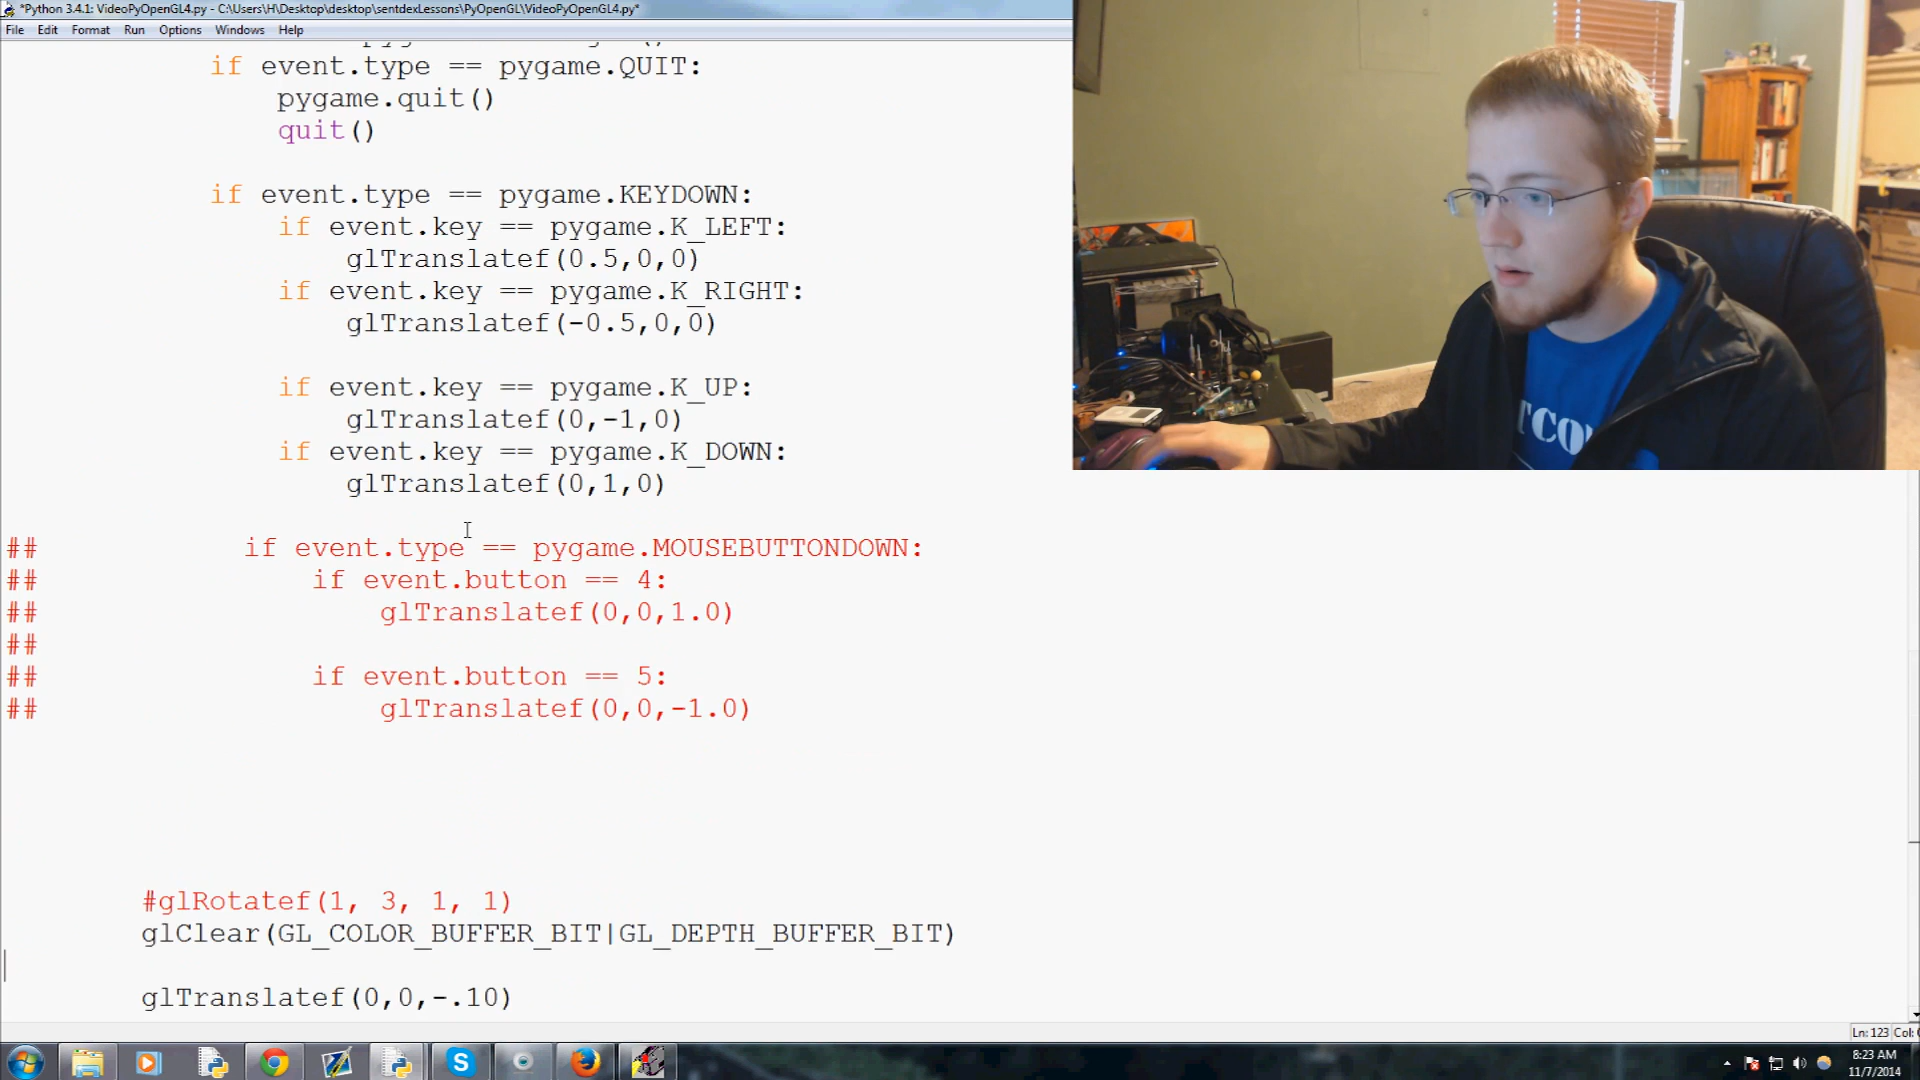 *Python 3.4.1: VideoPyOpenGL4.py - C:\Users\H\Desktop\desktop\sentdexLessons\PyOpenGL\VideoPyOpenGL4.py*
File Edit Format Run Options Windows Help
if event.type == pygame.QUIT:
pygame.quit()
quit()
if event.type == pygame.KEYDOWN:
if event.key == pygame.K_LEFT:
glTranslatef(0.5,0,0)
if event.key == pygame.K_RIGHT:
glTranslatef(-0.5,0,0)
if event.key == pygame.K_UP:
glTranslatef(0,-1,0)
if event.key == pygame.K_DOWN:
glTranslatef(0,1,0)
## if event.type == pygame.MOUSEBUTTONDOWN:
## if event.button == 4:
## glTranslatef(0,0,1.0)
##
## if event.button == 5:
## glTranslatef(0,0,-1.0)
#glRotatef(1, 3, 1, 1)
glClear(GL_COLOR_BUFFER_BIT|GL_DEPTH_BUFFER_BIT)
glTranslatef(0,0,-.10)
Ln: 123 Col:
8:23 AM
11/7/2014